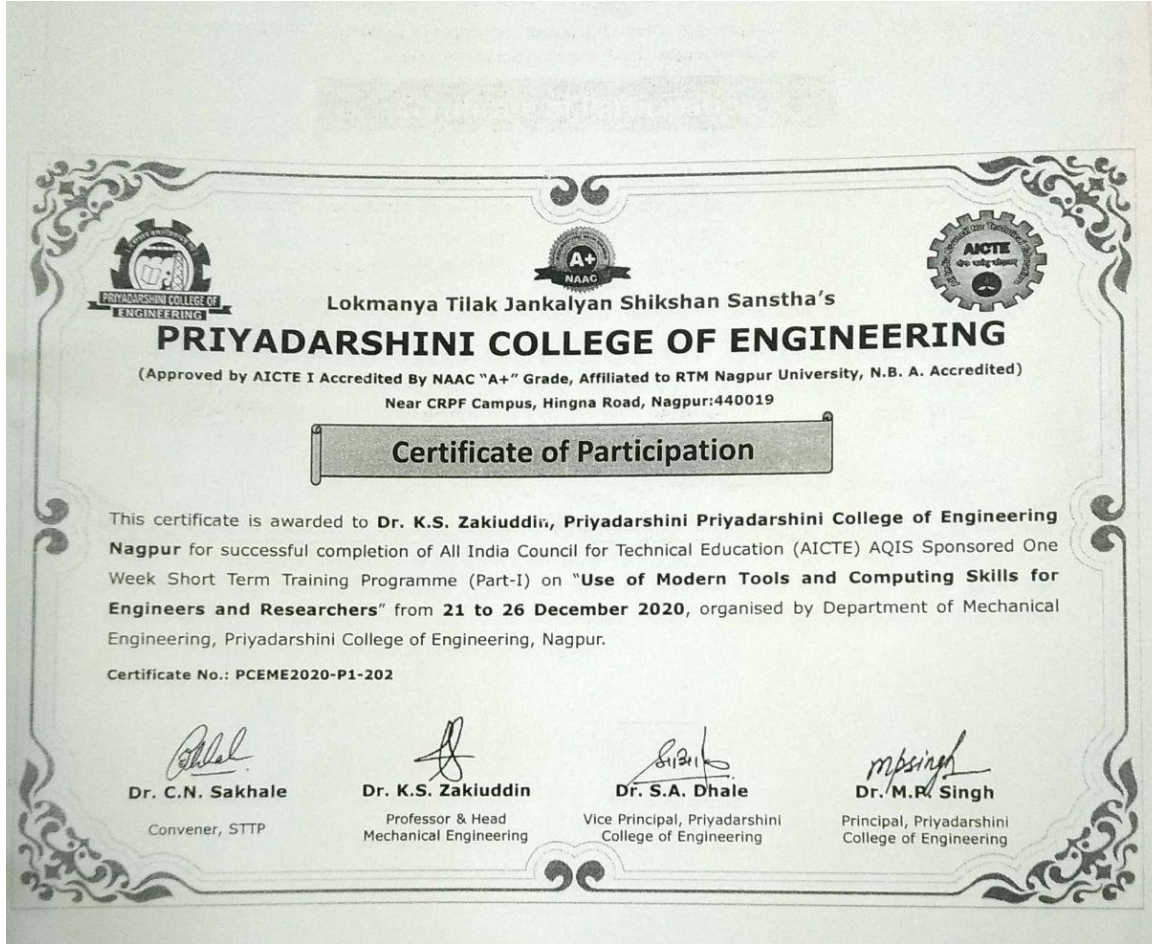 PRIYADARSHINI COLLEGE OF
ENGINEERING
A+
NAAC
AICTE
Lokmanya Tilak Jankalyan Shikshan Sanstha's
PRIYADARSHINI COLLEGE OF ENGINEERING
(Approved by AICTE I Accredited By NAAC "A+" Grade, Affiliated to RTM Nagpur University, N.B. A. Accredited)
Near CRPF Campus, Hingna Road, Nagpur:440019
Certificate of Participation
This certificate is awarded to Dr. K.S. Zakiuddin, Priyadarshini Priyadarshini College of Engineering
Nagpur for successful completion of All India Council for Technical Education (AICTE) AQIS Sponsored One
Week Short Term Training Programme (Part-I) on "Use of Modern Tools and Computing Skills for
Engineers and Researchers" from 21 to 26 December 2020, organised by Department of Mechanical
Engineering, Priyadarshini College of Engineering, Nagpur.
Certificate No.: PCEME2020-P1-202
mpsingh
Dr. C.N. Sakhale Dr. K.S. Zakiuddin Dr. S.A. Dhale Dr. M.P. Singh
Convener, STTP Professor & Head Vice Principal, Priyadarshini Principal, Priyadarshini
Mechanical Engineering College of Engineering College of Engineering